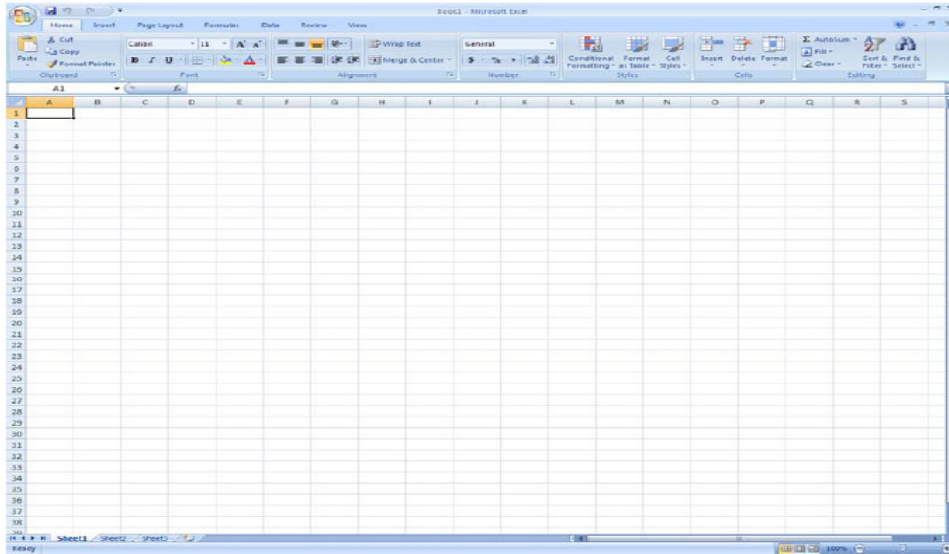 Book1 - Microsoft Excel
Home Insert Page Layout Formulas Data Review View
Cut
Copy
Format Painter
Paste
Clipboard
Calibri 11
B I U
Font
Wrap Text
Merge & Center
Alignment
General
$ % ,
Number
Conditional Formatting
Format as Table
Cell Styles
Styles
Insert Delete Format
Cells
Σ AutoSum
Fill
Clear
Sort & Filter
Find & Select
Editing
A1 fx
A B C D E F G H I J K L M N O P Q R S
1
2
3
4
5
6
7
8
9
10
11
12
13
14
15
16
17
18
19
20
21
22
23
24
25
26
27
28
29
30
31
32
33
34
35
36
37
38
39
Sheet1 Sheet2 Sheet3
Ready 100%